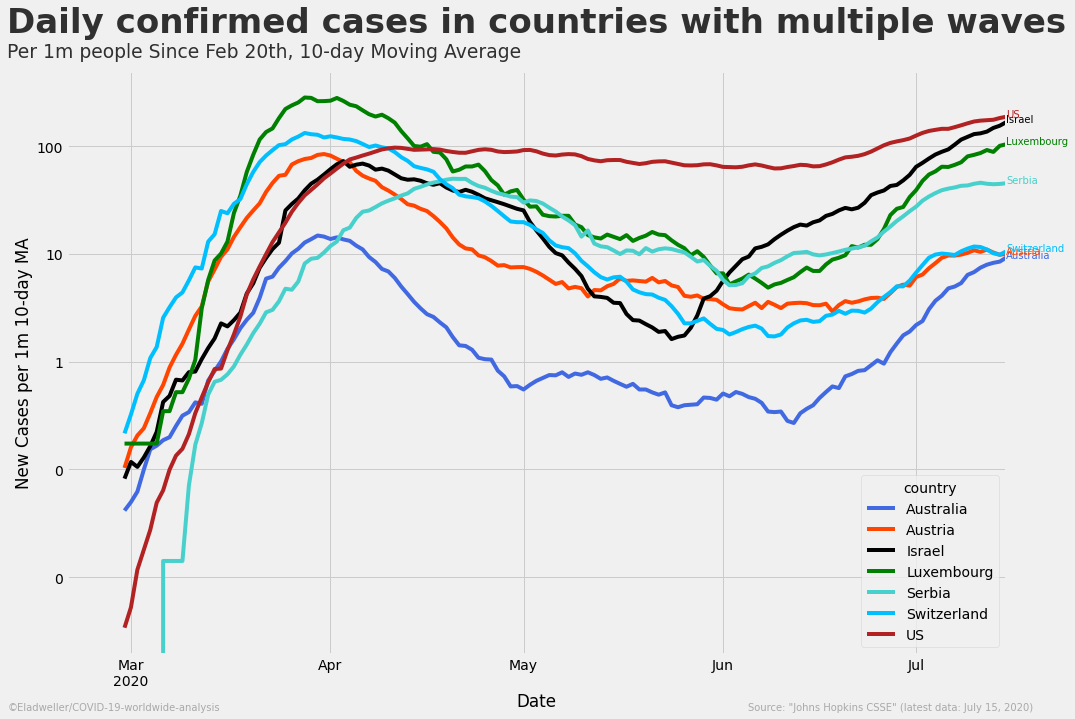 Daily confirmed cases in countries with multiple waves
Per 1m people Since Feb 20th, 10-day Moving Average
New Cases per 1m 10-day MA
100
10
1
0
0
US
Israel
Luxembourg
Serbia
Switzerland
Austria
Australia
country
Australia
Austria
Israel
Luxembourg
Serbia
Switzerland
US
Mar
2020
Apr
May
Jun
Jul
Date
©Eladweller/COVID-19-worldwide-analysis
Source: "Johns Hopkins CSSE" (latest data: July 15, 2020)